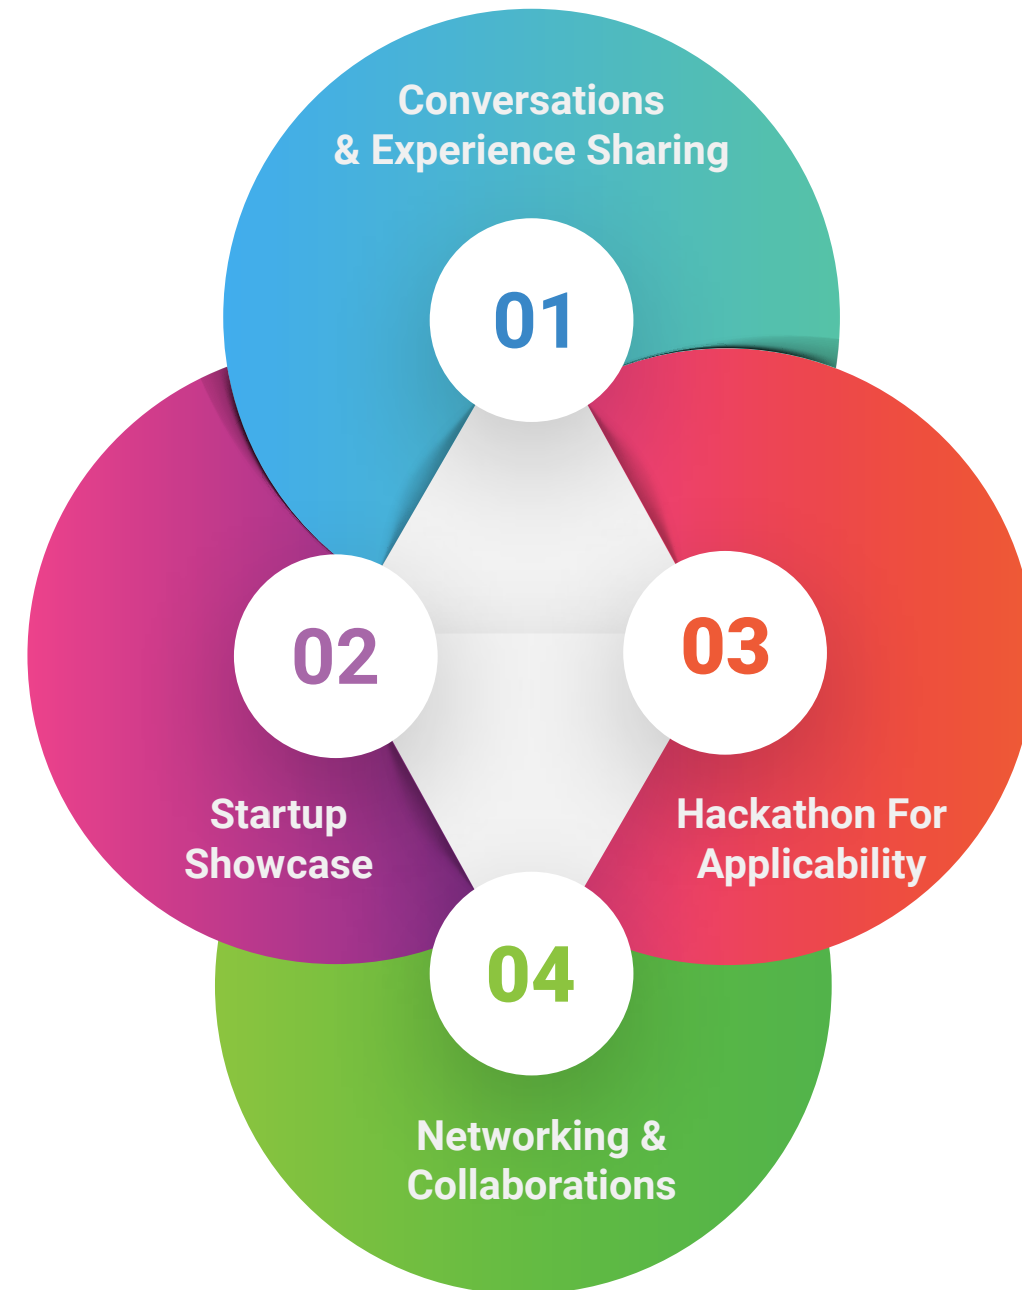 Conversations
& Experience Sharing
01
02
Startup
Showcase
03
Hackathon For
Applicability
04
Networking &
Collaborations